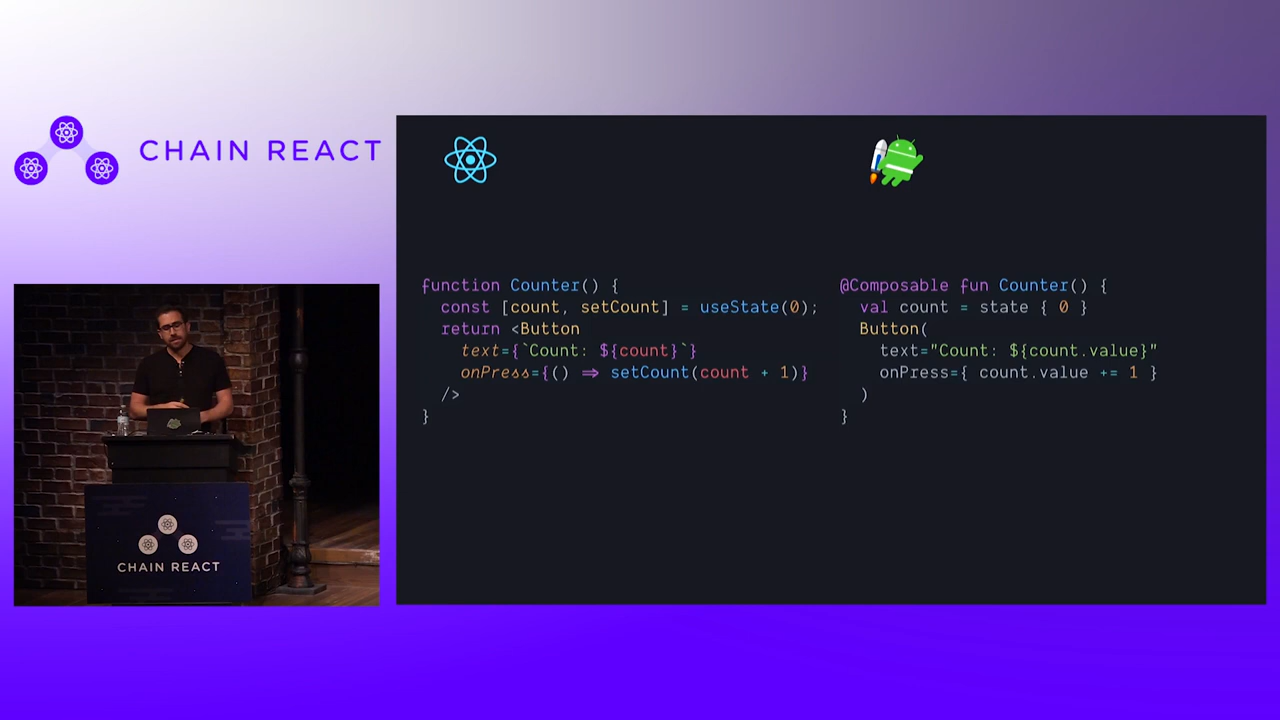 CHAIN REACT
function Counter() {
  const [count, setCount] = useState(0);
  return <Button
    text={`Count: ${count}`}
    onPress={() => setCount(count + 1)}
  />
}
@Composable fun Counter() {
  val count = state { 0 }
  Button(
    text="Count: ${count.value}"
    onPress={ count.value += 1 }
  )
}
CHAIN REACT